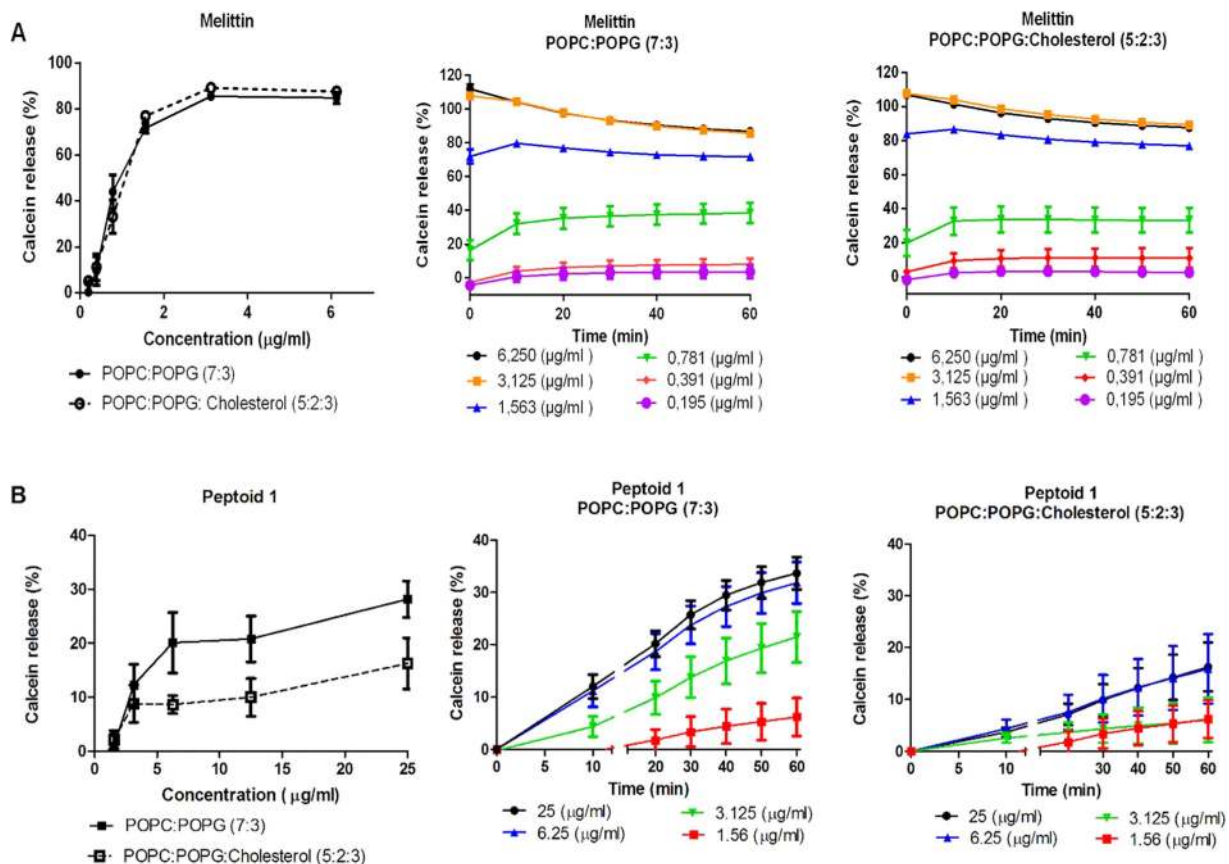 A
Melittin
Calcein release (%)
100
80
60
40
20
0
0 2 4 6
Concentration (µg/ml)
POPC:POPG (7:3)
POPC:POPG: Cholesterol (5:2:3)
Melittin
POPC:POPG (7:3)
Calcein release (%)
120
100
80
60
40
20
0
0 20 40 60
Time (min)
6,250 (µg/ml )
3.125 (µg/ml )
1,563 (µg/ml )
0,781 (µg/ml )
0,391 (µg/ml )
0,195 (µg/ml )
Melittin
POPC:POPG:Cholesterol (5:2:3)
Calcein release (%)
120
100
80
60
40
20
0
0 20 40 60
Time (min)
6,250 (µg/ml )
3.125 (µg/ml )
1,563 (µg/ml )
0,781 (µg/ml )
0,391 (µg/ml )
0,195 (µg/ml )
B
Peptoid 1
Calcein release (%)
40
30
20
10
0
0 5 10 15 20 25
Concentration ( µg/ml)
POPC:POPG (7:3)
POPC:POPG:Cholesterol (5:2:3)
Peptoid 1
POPC:POPG (7:3)
Calcein release (%)
40
30
20
10
0
0 5 10 20 30 40 50 60
Time (min)
25 (µg/ml)
6.25 (µg/ml)
3.125 (µg/ml)
1.56 (µg/ml)
Peptoid 1
POPC:POPG:Cholesterol (5:2:3)
Calcein release (%)
40
30
20
10
0
0 5 10 30 40 50 60
Time (min)
25 (µg/ml)
6.25 (µg/ml)
3.125 (µg/ml)
1.56 (µg/ml)